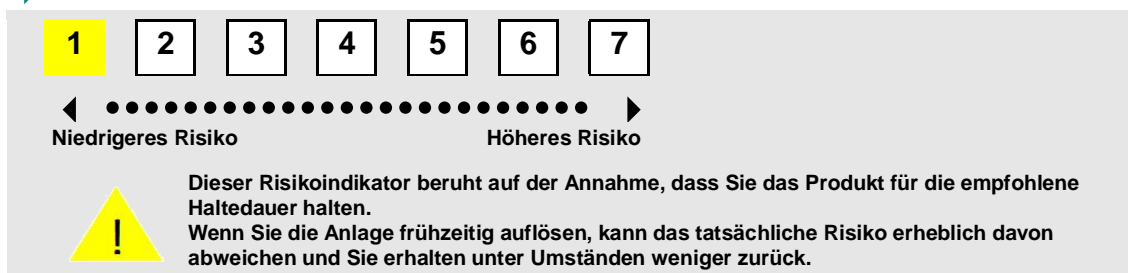 1 2 3 4 5 6 7
Niedrigeres Risiko Höheres Risiko
Dieser Risikoindikator beruht auf der Annahme, dass Sie das Produkt für die empfohlene
Haltedauer halten.
! Wenn Sie die Anlage frühzeitig auflösen, kann das tatsächliche Risiko erheblich davon
abweichen und Sie erhalten unter Umständen weniger zurück.